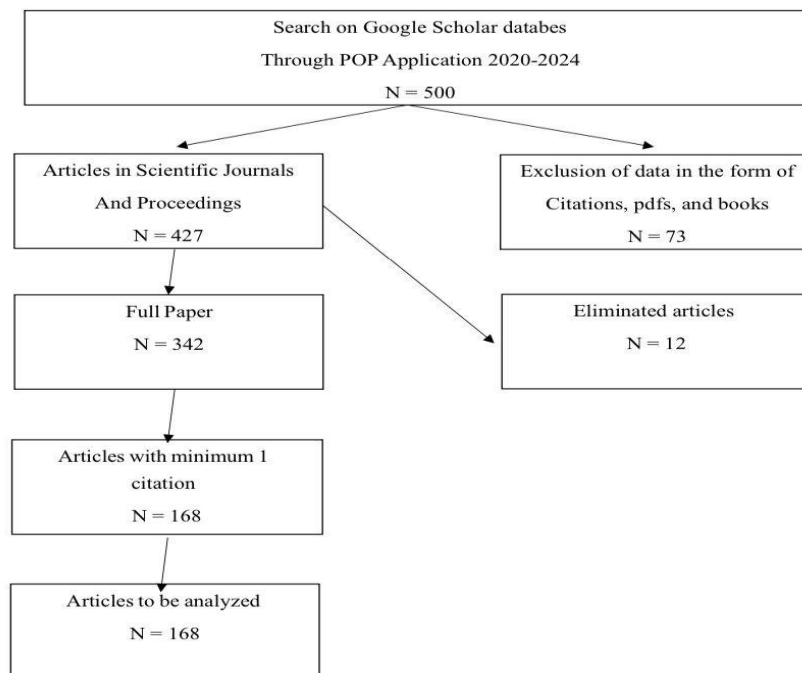 Search on Google Scholar databes
Through POP Application 2020-2024
N = 500
Articles in Scientific Journals
And Proceedings
N = 427
Exclusion of data in the form of
Citations, pdfs, and books
N = 73
Full Paper
N = 342
Eliminated articles
N = 12
Articles with minimum 1
citation
N = 168
Articles to be analyzed
N = 168